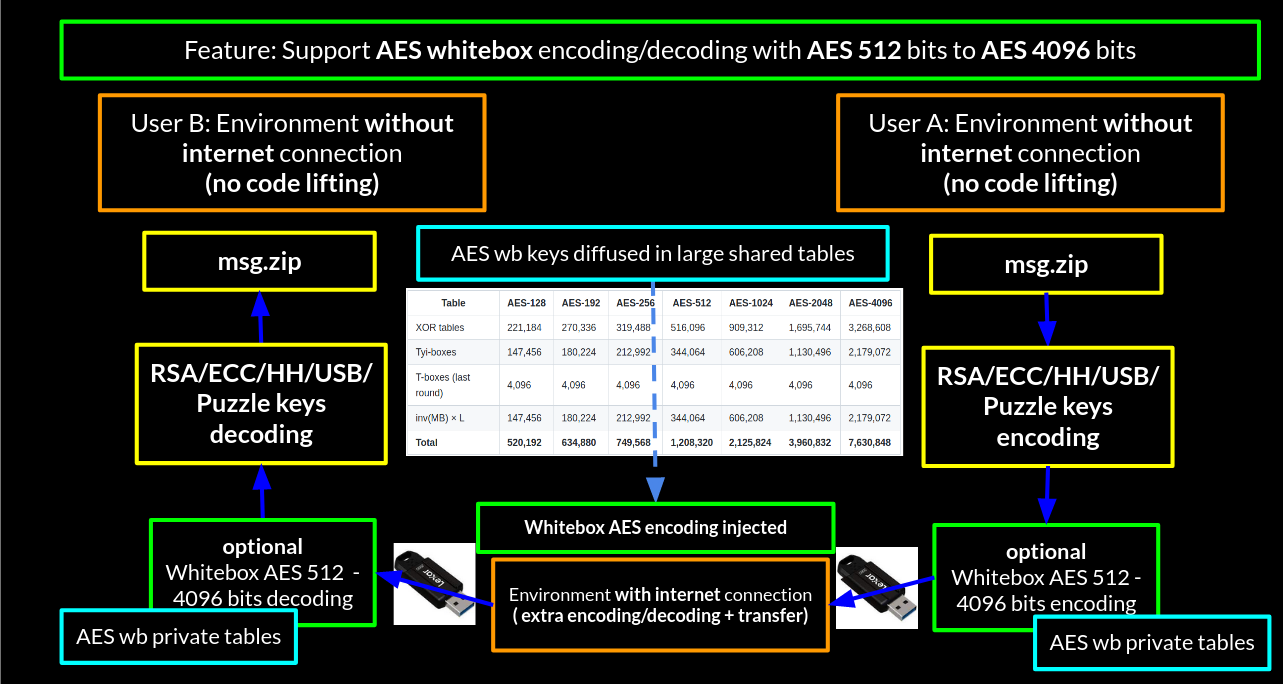 Feature: Support AES whitebox encoding/decoding with AES 512 bits to AES 4096 bits
User B: Environment without
internet connection
(no code lifting)
User A: Environment without
internet connection
(no code lifting)
msg.zip
AES wb keys diffused in large shared tables
msg.zip
Table AES-128 AES-192 AES-256 AES-512 AES-1024 AES-2048 AES-4096
XOR tables 221,184 270,336 319,488 516,096 909,312 1,695,744 3,268,608
Tyi-boxes 147,456 180,224 212,992 344,064 606,208 1,130,496 2,179,072
T-boxes (last
round) 4,096 4,096 4,096 4,096 4,096 4,096 4,096
inv(MB) × L 147,456 180,224 212,992 344,064 606,208 1,130,496 2,179,072
Total 520,192 634,880 749,568 1,208,320 2,125,824 3,960,832 7,630,848
RSA/ECC/HH/USB/
Puzzle keys
decoding
RSA/ECC/HH/USB/
Puzzle keys
encoding
Whitebox AES encoding injected
optional
Whitebox AES 512 -
4096 bits decoding
AES wb private tables
Lexar
Environment with internet connection
( extra encoding/decoding + transfer)
Lexar
optional
Whitebox AES 512 -
4096 bits encoding
AES wb private tables